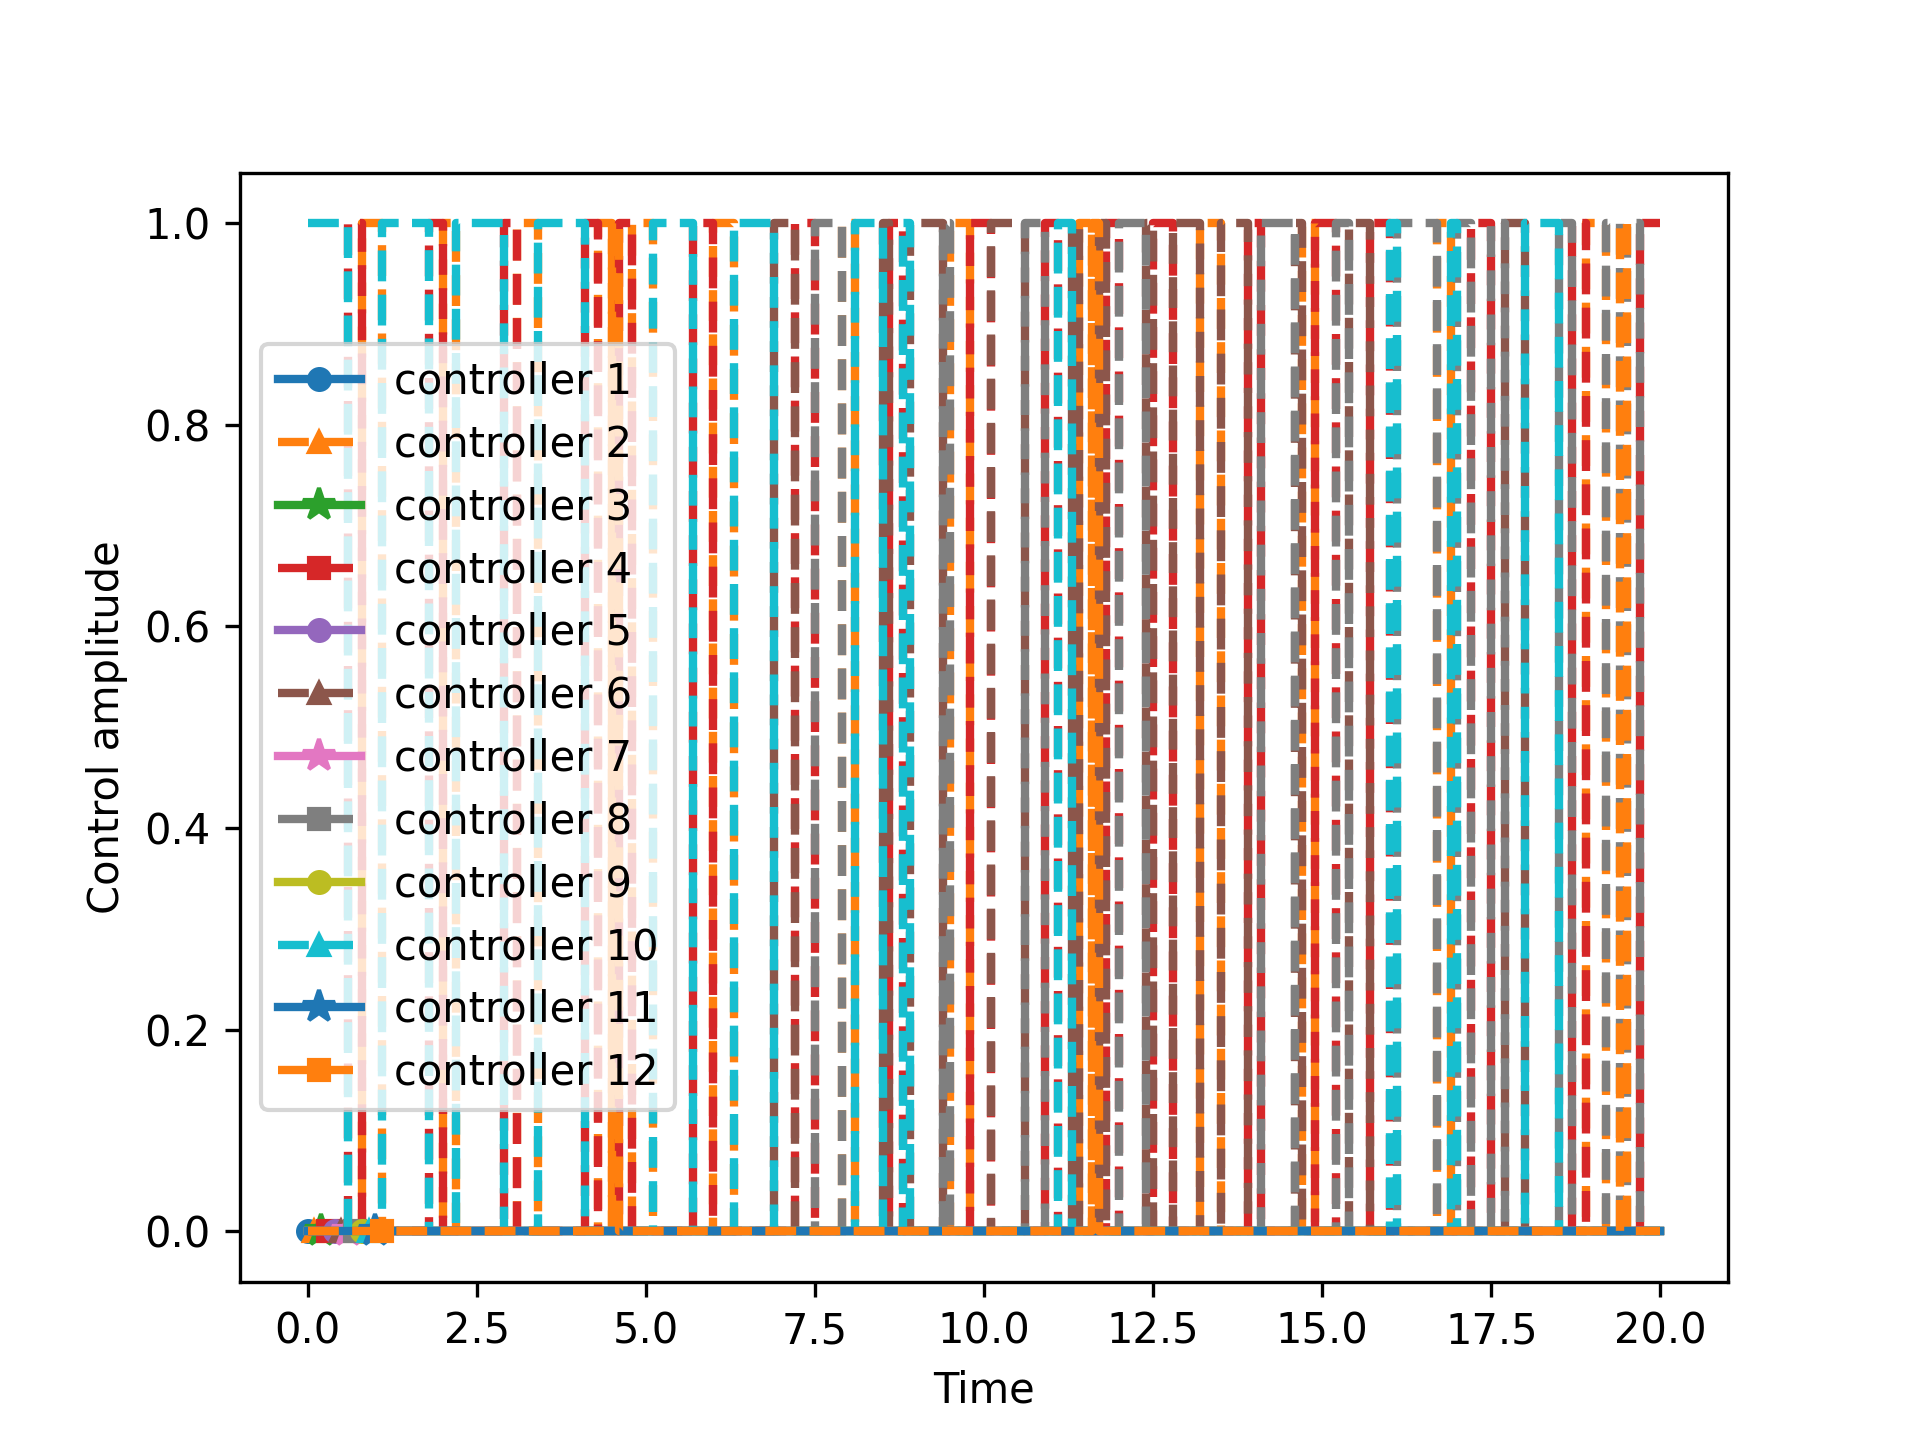 1.0
0.8
0.6
0.4
0.2
0.0
Control amplitude
controller 1
controller 2
controller 3
controller 4
controller 5
controller 6
controller 7
controller 8
controller 9
controller 10
controller 11
controller 12
0.0 2.5 5.0 7.5 10.0 12.5 15.0 17.5 20.0
Time